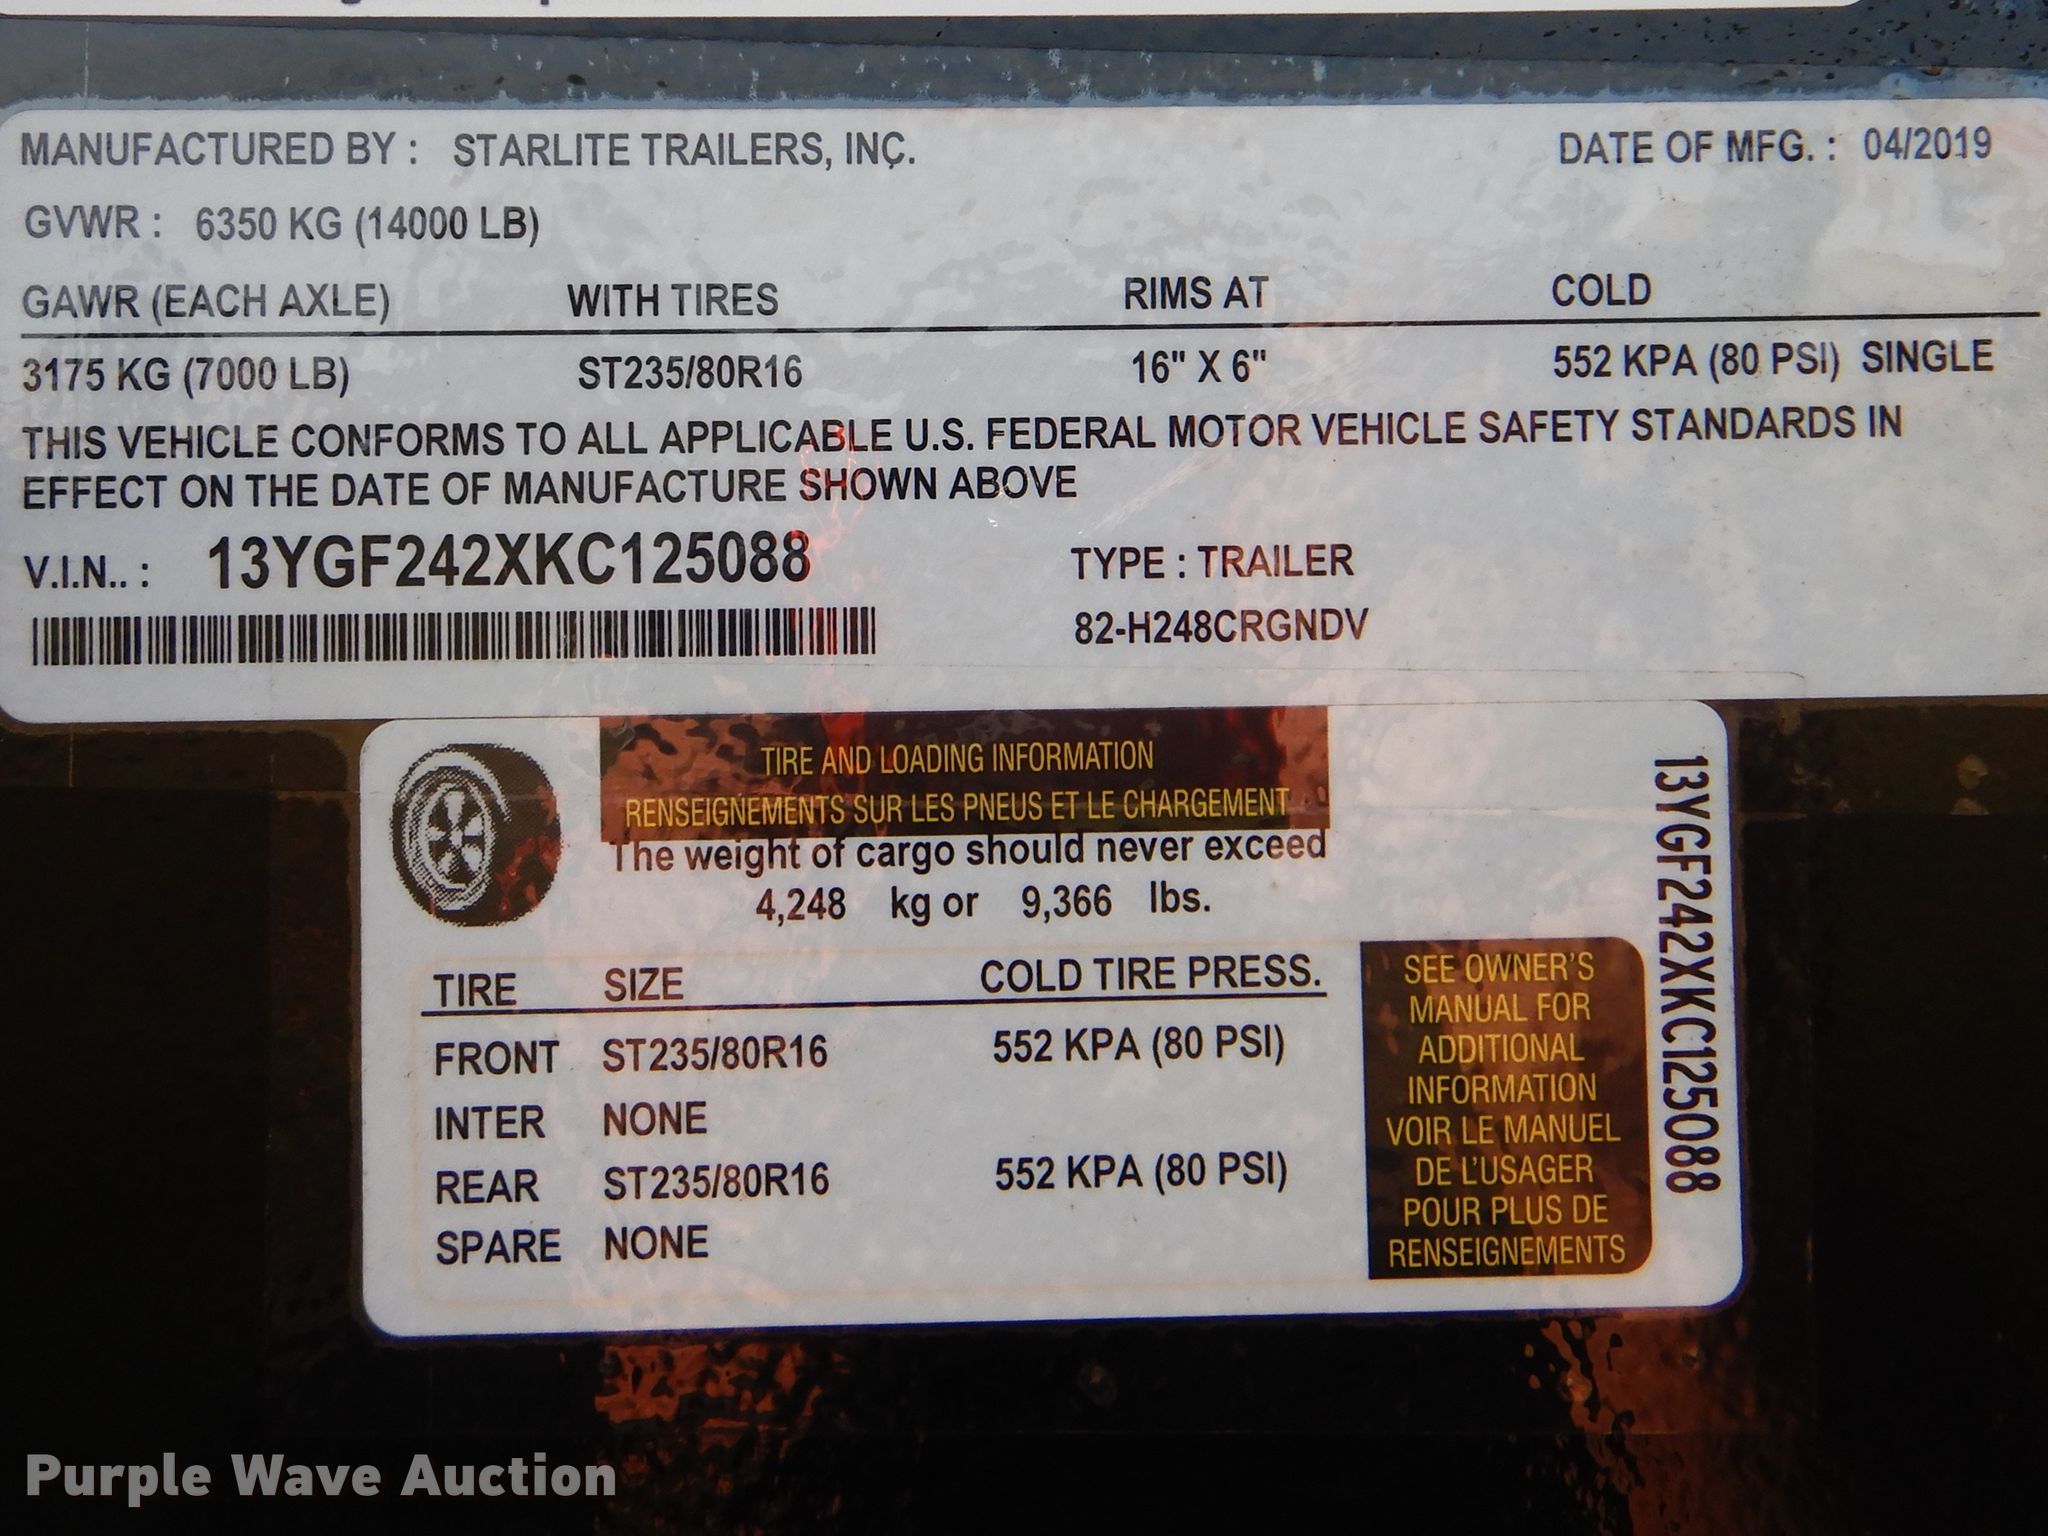 MANUFACTURED BY : STARLITE TRAILERS, INC. DATE OF MFG. : 04/2019
GVWR : 6350 KG (14000 LB)
GAWR (EACH AXLE) WITH TIRES RIMS AT COLD
3175 KG (7000 LB) ST235/80R16 16" X 6" 552 KPA (80 PSI) SINGLE
THIS VEHICLE CONFORMS TO ALL APPLICABLE U.S. FEDERAL MOTOR VEHICLE SAFETY STANDARDS IN
EFFECT ON THE DATE OF MANUFACTURE SHOWN ABOVE
V.I.N.. : 13YGF242XKC125088 TYPE : TRAILER
82-H248CRGNDV
TIRE AND LOADING INFORMATION
RENSEIGNEMENTS SUR LES PNEUS ET LE CHARGEMENT
The weight of cargo should never exceed
4,248 kg or 9,366 lbs.
TIRE SIZE COLD TIRE PRESS.
FRONT ST235/80R16 552 KPA (80 PSI)
INTER NONE
REAR ST235/80R16 552 KPA (80 PSI)
SPARE NONE
SEE OWNER'S
MANUAL FOR
ADDITIONAL
INFORMATION
VOIR LE MANUEL
DE L'USAGER
POUR PLUS DE
RENSEIGNEMENTS
13YGF242XKC125088
Purple Wave Auction